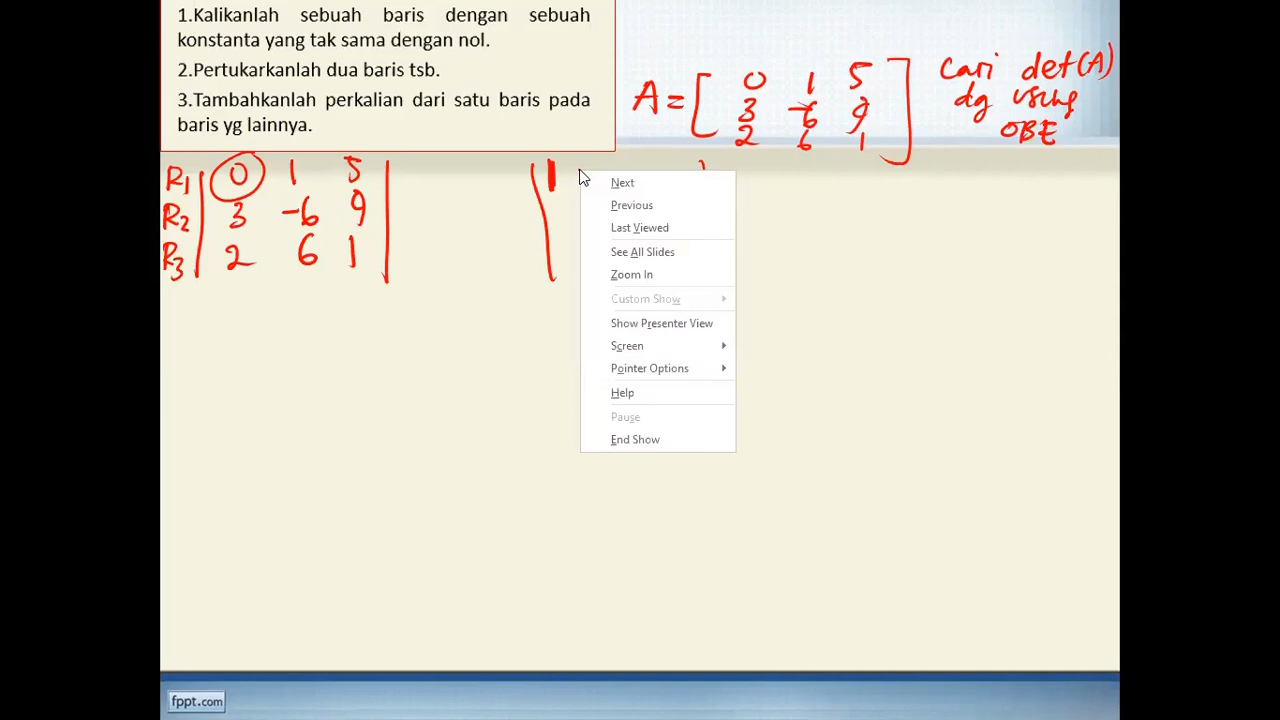 1.Kalikanlah sebuah baris dengan sebuah
konstanta yang tak sama dengan nol.
2.Pertukarkanlah dua baris tsb.
3.Tambahkanlah perkalian dari satu baris pada
baris yg lainnya.
A = [ 0 1 5
3 -6 9
2 6 1 ]
Cari det(A)
dg using
OBE
R1 | 0 1 5 |
R2 | 3 -6 9 |
R3 | 2 6 1 |
Next
Previous
Last Viewed
See All Slides
Zoom In
Custom Show
Show Presenter View
Screen
Pointer Options
Help
Pause
End Show
fppt.com